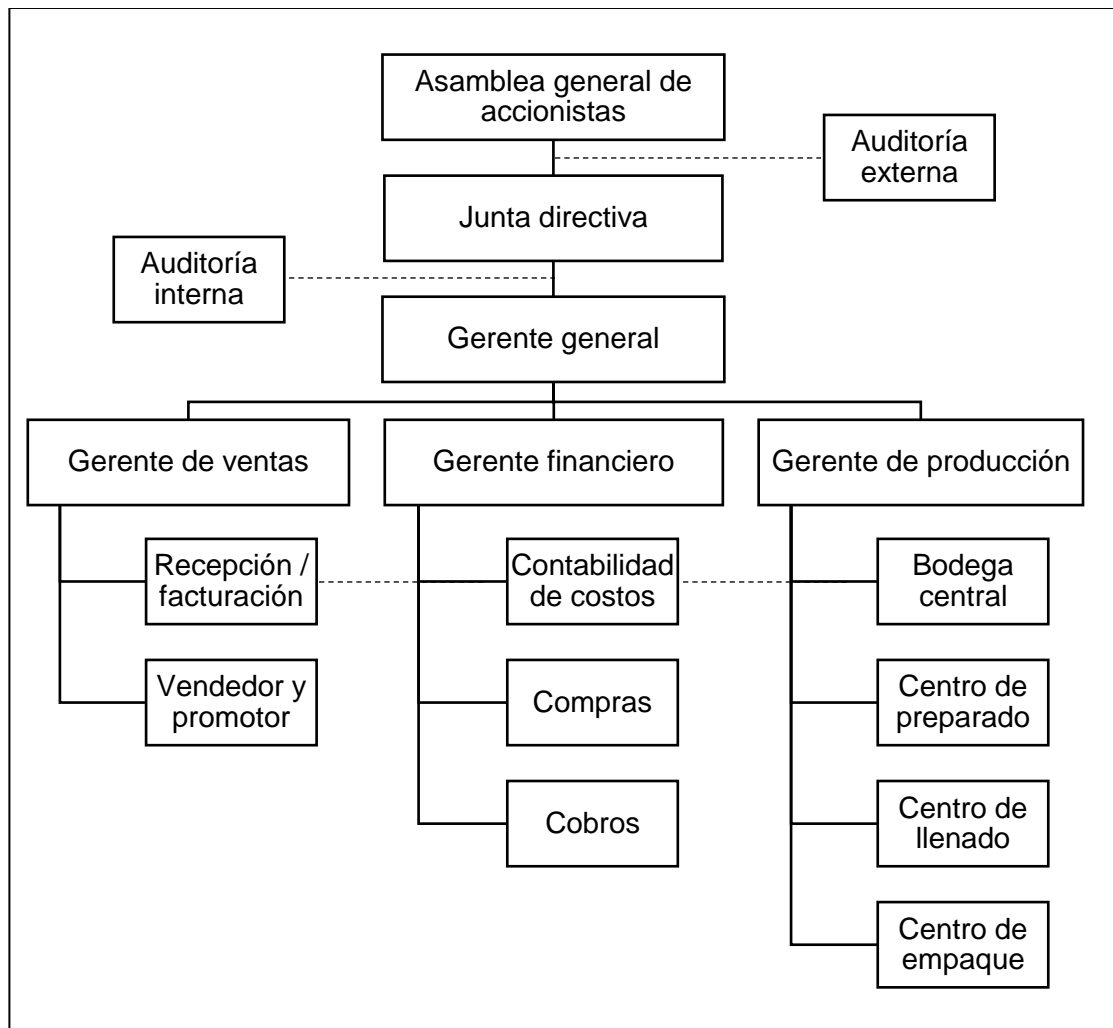 Asamblea general de
accionistas
Auditoría
externa
Junta directiva
Auditoría
interna
Gerente general
Gerente de ventas
Gerente financiero
Gerente de producción
Recepción /
facturación
Contabilidad
de costos
Bodega
central
Vendedor y
promotor
Compras
Centro de
preparado
Cobros
Centro de
llenado
Centro de
empaque